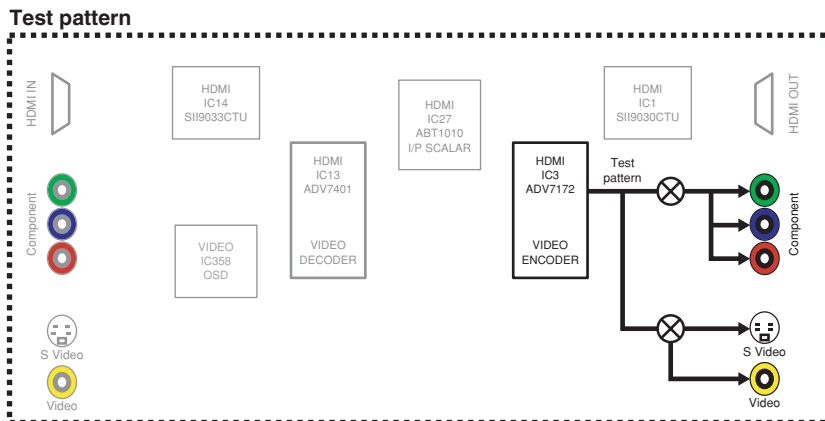 Test pattern
HDMI IN
HDMI
IC14
SII9033CTU
HDMI
IC27
ABT1010
I/P SCALAR
HDMI
IC1
SII9030CTU
HDMI OUT
Component
HDMI
IC13
ADV7401
VIDEO
DECODER
VIDEO
IC358
OSD
HDMI
IC3
ADV7172
VIDEO
ENCODER
Test
pattern
Component
S Video
Video
S Video
Video